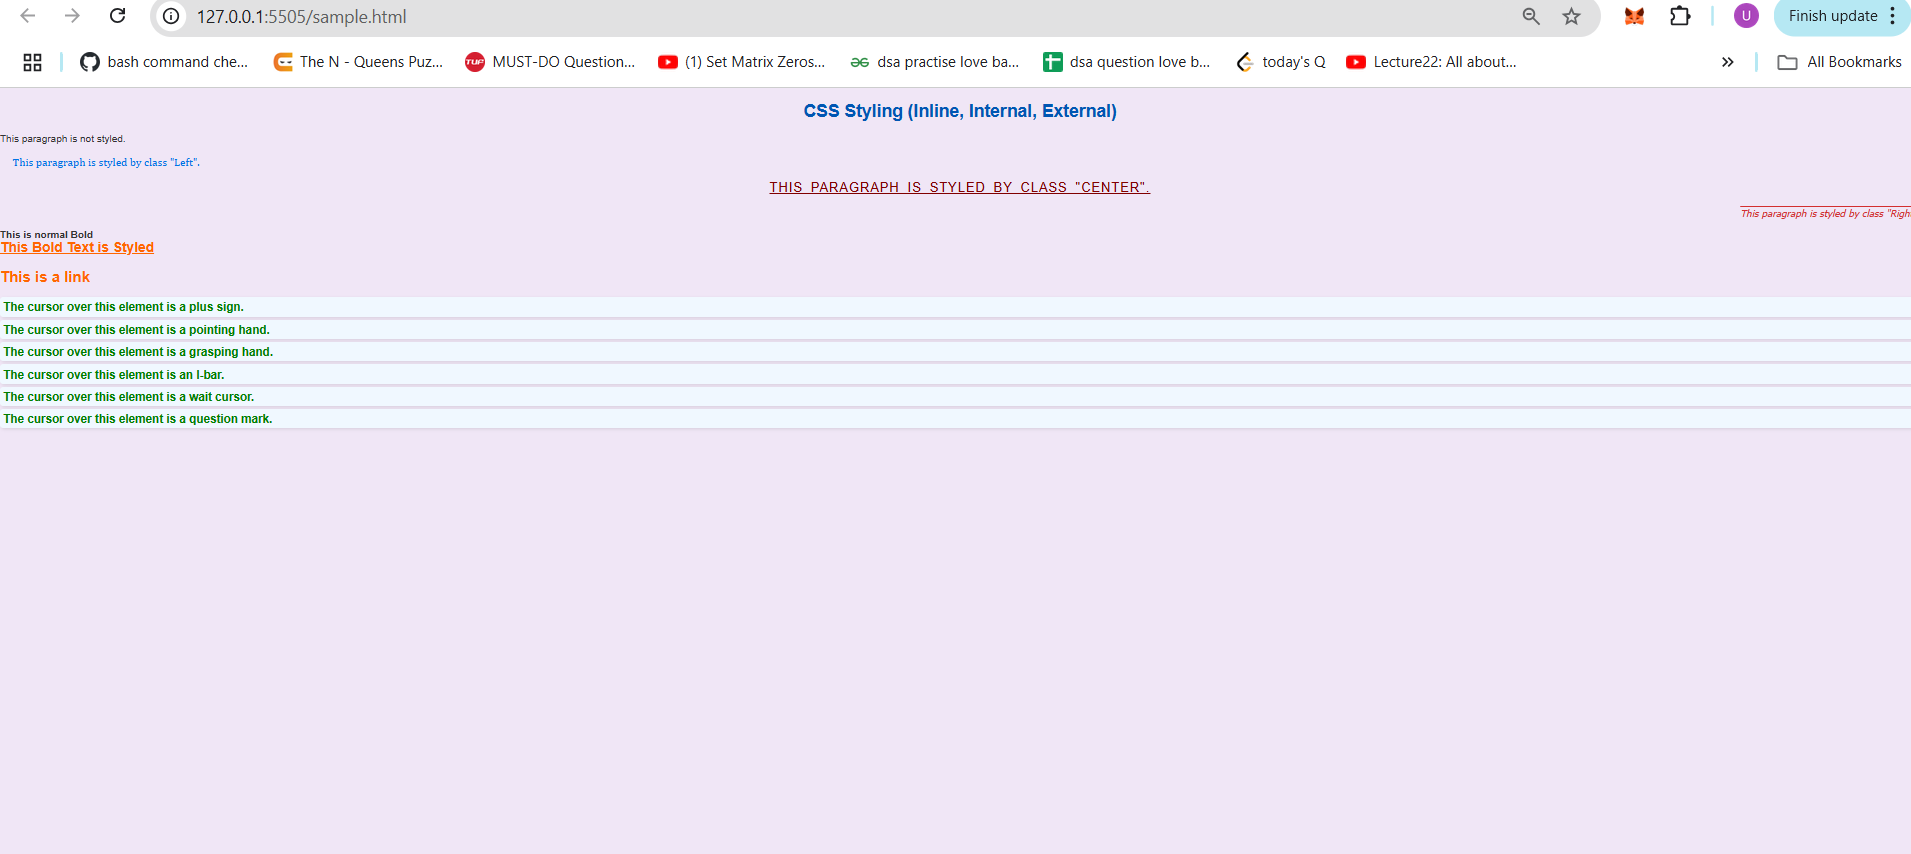 127.0.0.1:5505/sample.html
U
Finish update
bash command che...
The N - Queens Puz...
TUF
MUST-DO Question...
(1) Set Matrix Zeros...
dsa practise love ba...
dsa question love b...
today's Q
Lecture22: All about...
All Bookmarks
CSS Styling (Inline, Internal, External)
This paragraph is not styled.
This paragraph is styled by class "Left".
THIS PARAGRAPH IS STYLED BY CLASS "CENTER".
This paragraph is styled by class "Righ
This is normal Bold
This Bold Text is Styled
This is a link
The cursor over this element is a plus sign.
The cursor over this element is a pointing hand.
The cursor over this element is a grasping hand.
The cursor over this element is an I-bar.
The cursor over this element is a wait cursor.
The cursor over this element is a question mark.